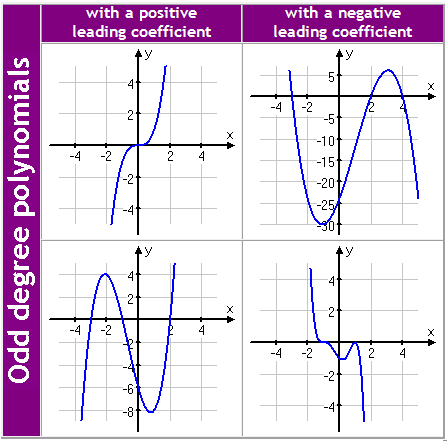 Odd degree polynomials
with a positive
leading coefficient
with a negative
leading coefficient
y
4
2
-4 -2 2 4 x
-2
-4
y
5
-4 -2 2 4 x
-5
-10
-15
-20
-25
-30
y
4
2
-4 -2 2 4 x
-2
-4
-6
-8
y
4
2
-4 -2 2 4 x
-2
-4